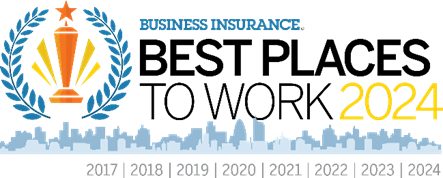 BUSINESS INSURANCE.
BEST PLACES
TO WORK 2024
2017 | 2018 | 2019 | 2020 | 2021 | 2022 | 2023 | 2024